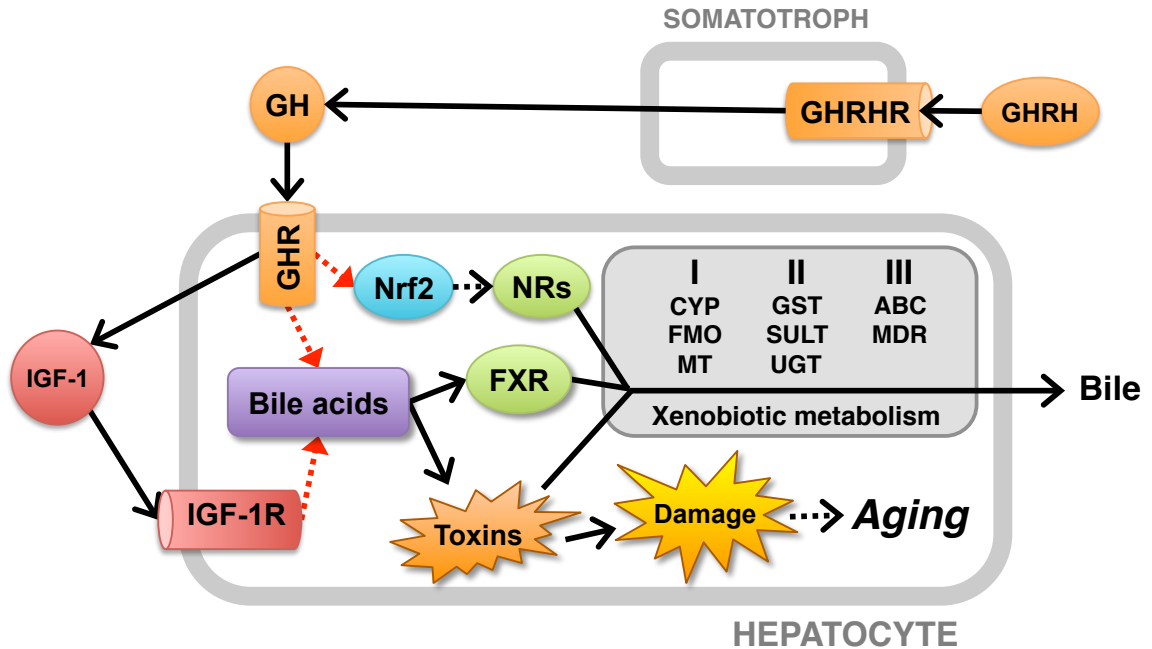 SOMATOTROPH
GH
GHRHR
GHRH
GHR
Nrf2
NRs
I
II
III
CYP
GST
ABC
FMO
SULT
MDR
MT
UGT
IGF-1
Bile acids
FXR
Bile
Xenobiotic metabolism
IGF-1R
Toxins
Damage
Aging
HEPATOCYTE